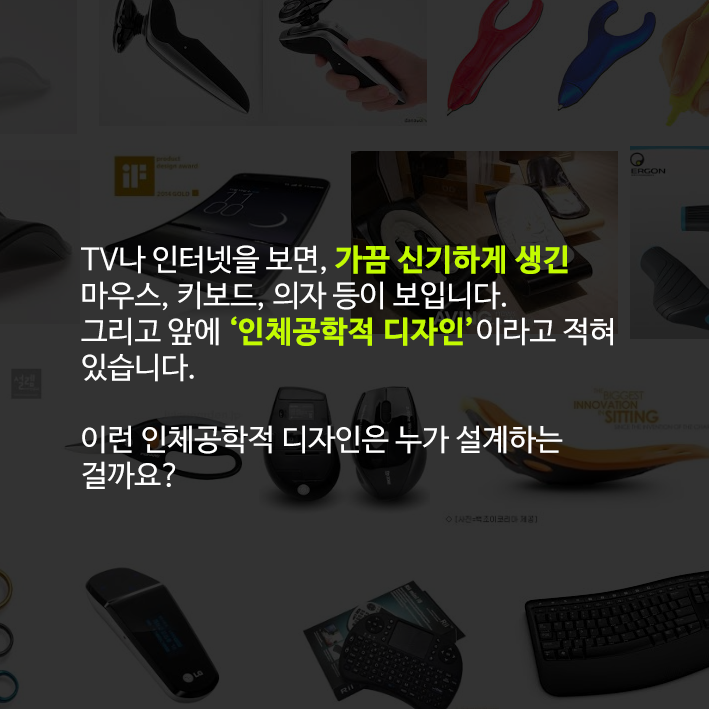 product
design award
iF
ERGON
TV나 인터넷을 보면, 가끔 신기하게 생긴
마우스, 키보드, 의자 등이 보입니다.
그리고 앞에 ‘인체공학적 디자인’이라고 적혀
있습니다.
BIGGEST
INNOVATION
SITTING
이런 인체공학적 디자인은 누가 설계하는
걸까요?
LG